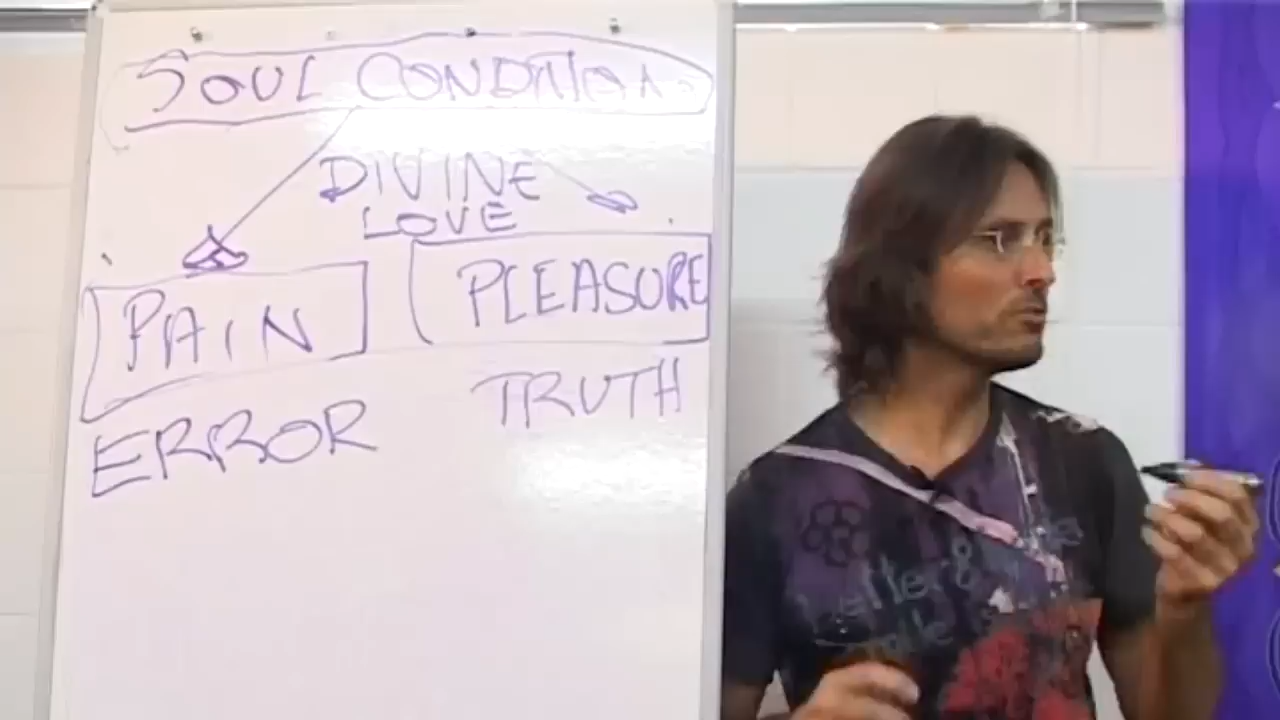 SOUL CONDITION
DIVINE
LOVE
PAIN
PLEASURE
ERROR
TRUTH